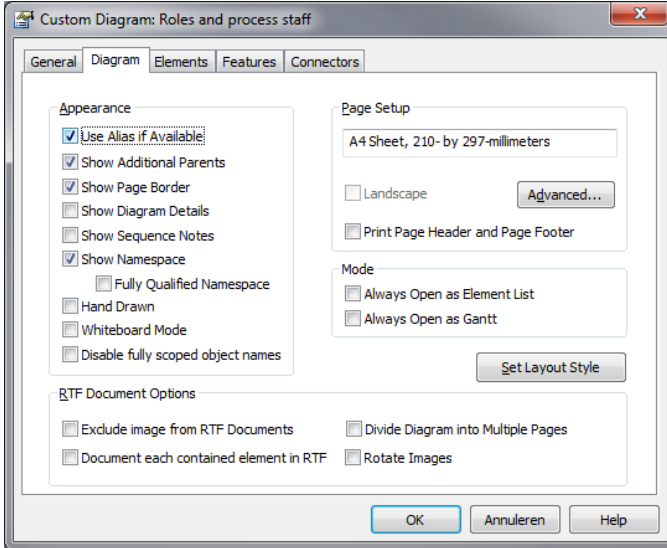 Custom Diagram: Roles and process staff
General Diagram Elements Features Connectors
Appearance
Use Alias if Available
Show Additional Parents
Show Page Border
Show Diagram Details
Show Sequence Notes
Show Namespace
Fully Qualified Namespace
Hand Drawn
Whiteboard Mode
Disable fully scoped object names
Page Setup
A4 Sheet, 210- by 297-millimeters
Landscape
Advanced...
Print Page Header and Page Footer
Mode
Always Open as Element List
Always Open as Gantt
Set Layout Style
RTF Document Options
Exclude image from RTF Documents
Divide Diagram into Multiple Pages
Document each contained element in RTF
Rotate Images
OK Annuleren Help